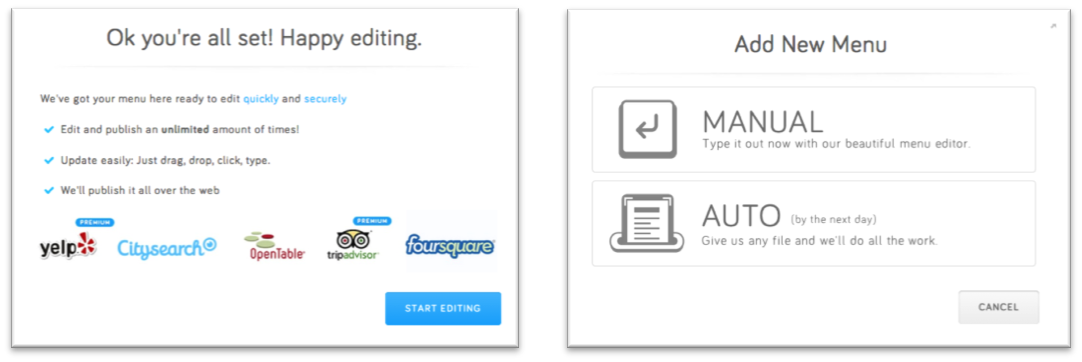 Ok you're all set! Happy editing.
We've got your menu here ready to edit quickly and securely
Edit and publish an unlimited amount of times!
Update easily: Just drag, drop, click, type.
We'll publish it all over the web
PREMIUM
PREMIUM
yelp Citysearch OpenTable tripadvisor foursquare
START EDITING
Add New Menu
MANUAL
Type it out now with our beautiful menu editor.
AUTO (by the next day)
Give us any file and we'll do all the work.
CANCEL